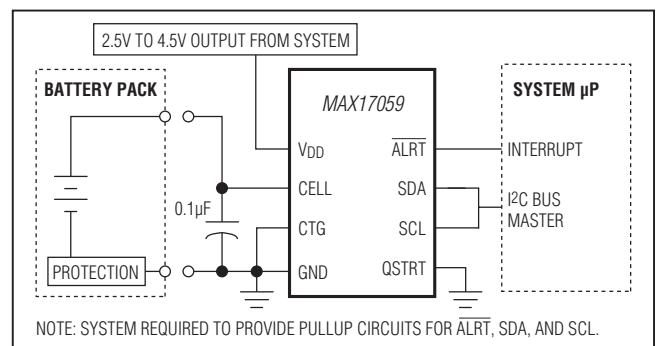 2.5V TO 4.5V OUTPUT FROM SYSTEM
BATTERY PACK
MAX17059
SYSTEM µP
VDD
ALRT
INTERRUPT
CELL
SDA
I2C BUS
MASTER
0.1µF
CTG
SCL
PROTECTION
GND
QSTRT
NOTE: SYSTEM REQUIRED TO PROVIDE PULLUP CIRCUITS FOR ALRT, SDA, AND SCL.